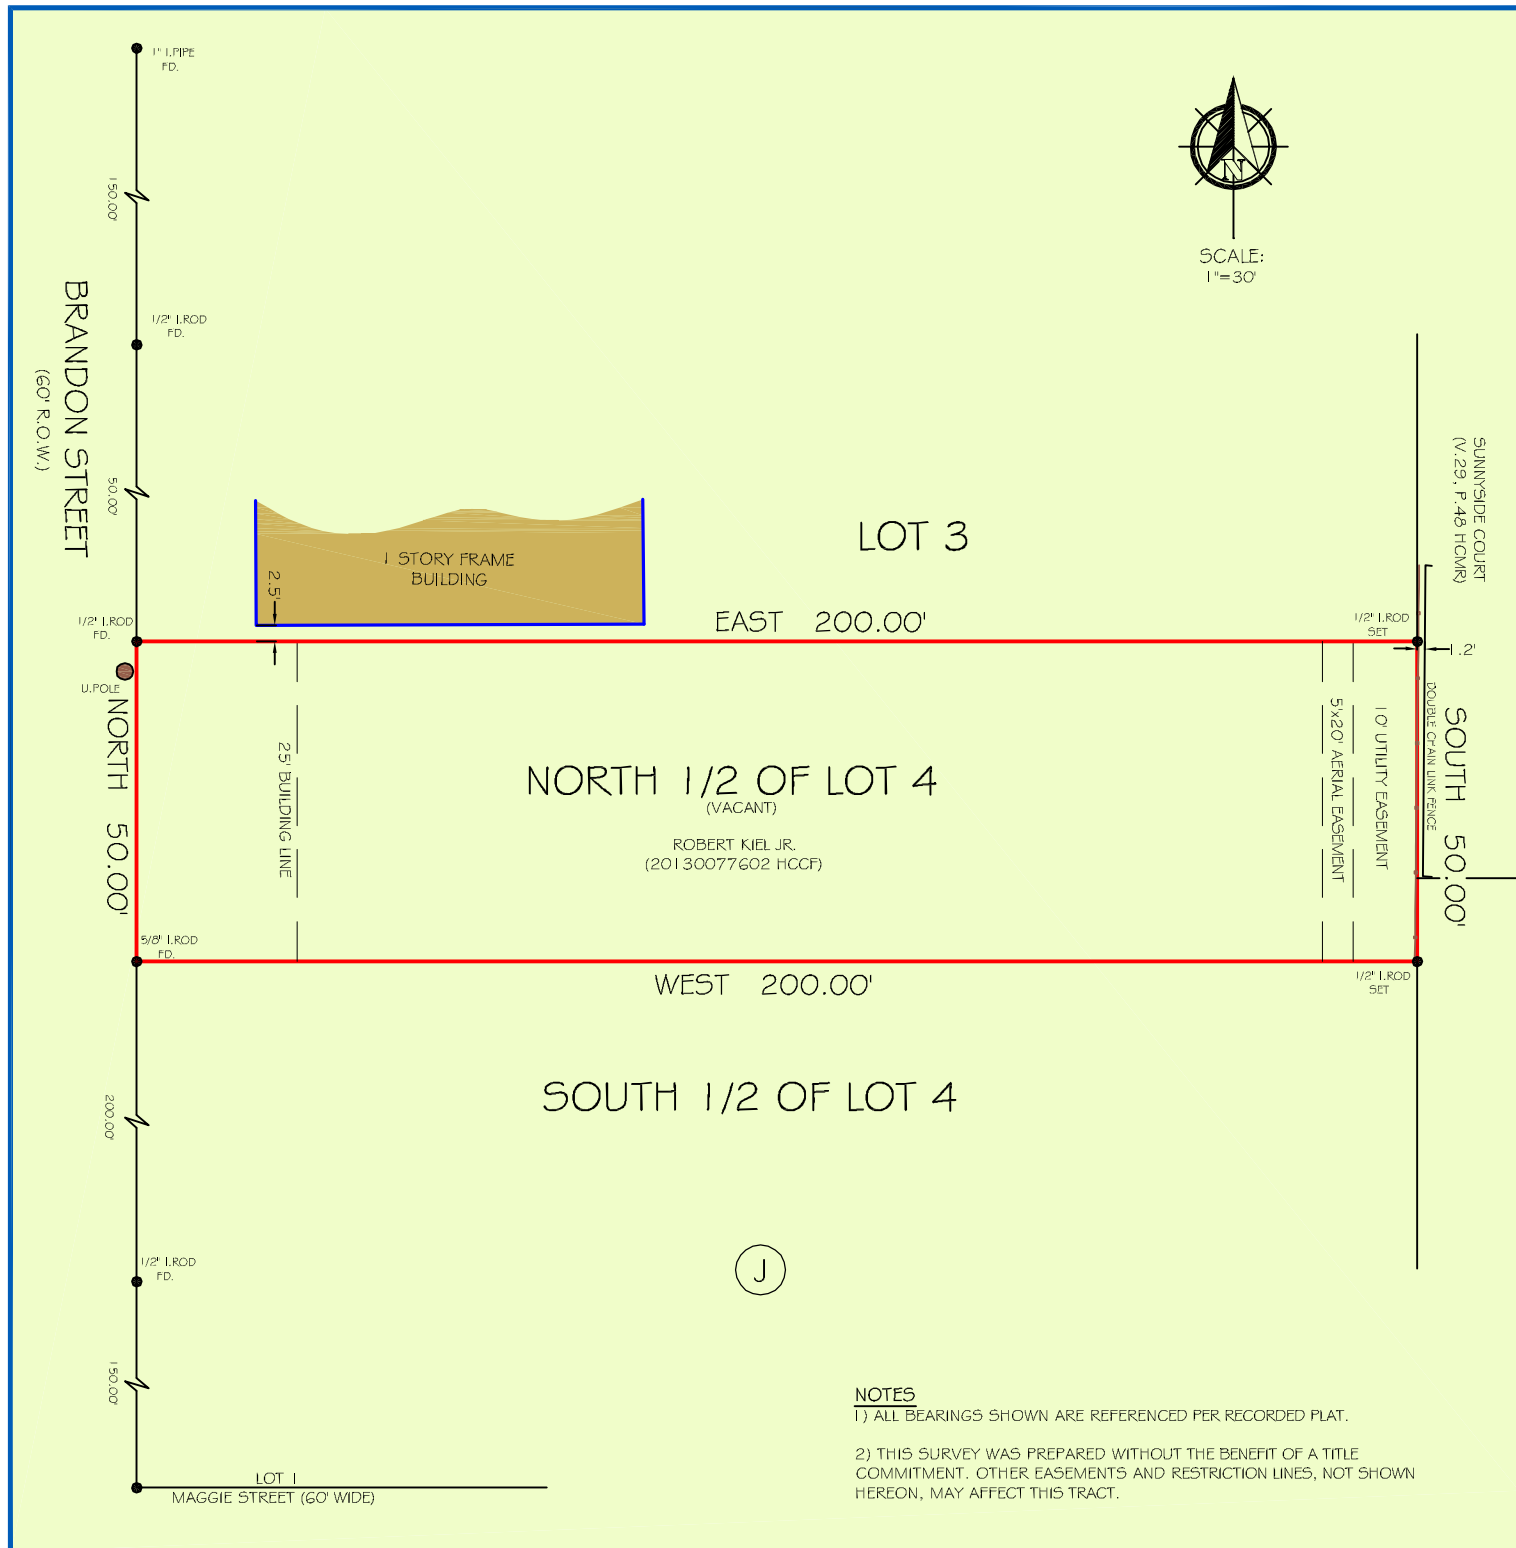 1" I.PIPE
FD.
150.00'
N
SCALE:
1"=30'
BRANDON STREET
(60' R.O.W.)
1/2" I.ROD
FD.
50.00'
SUNNYSIDE COURT
(V.29, P.48 HCMR)
LOT 3
1 STORY FRAME
BUILDING
2.5'
1/2" I.ROD
FD.
EAST 200.00'
1/2" I.ROD
SET
1.2'
U.POLE
NORTH 50.00'
25' BUILDING LINE
NORTH 1/2 OF LOT 4
(VACANT)
ROBERT KIEL JR.
(20130077602 HCCF)
5'x20' AERIAL EASEMENT
10' UTILITY EASEMENT
DOUBLE CHAIN LINK FENCE
SOUTH 50.00'
5/8" I.ROD
FD.
WEST 200.00'
1/2" I.ROD
SET
SOUTH 1/2 OF LOT 4
200.00'
1/2" I.ROD
FD.
J
150.00'
LOT 1
MAGGIE STREET (60' WIDE)
NOTES
1) ALL BEARINGS SHOWN ARE REFERENCED PER RECORDED PLAT.
2) THIS SURVEY WAS PREPARED WITHOUT THE BENEFIT OF A TITLE
COMMITMENT. OTHER EASEMENTS AND RESTRICTION LINES, NOT SHOWN
HEREON, MAY AFFECT THIS TRACT.